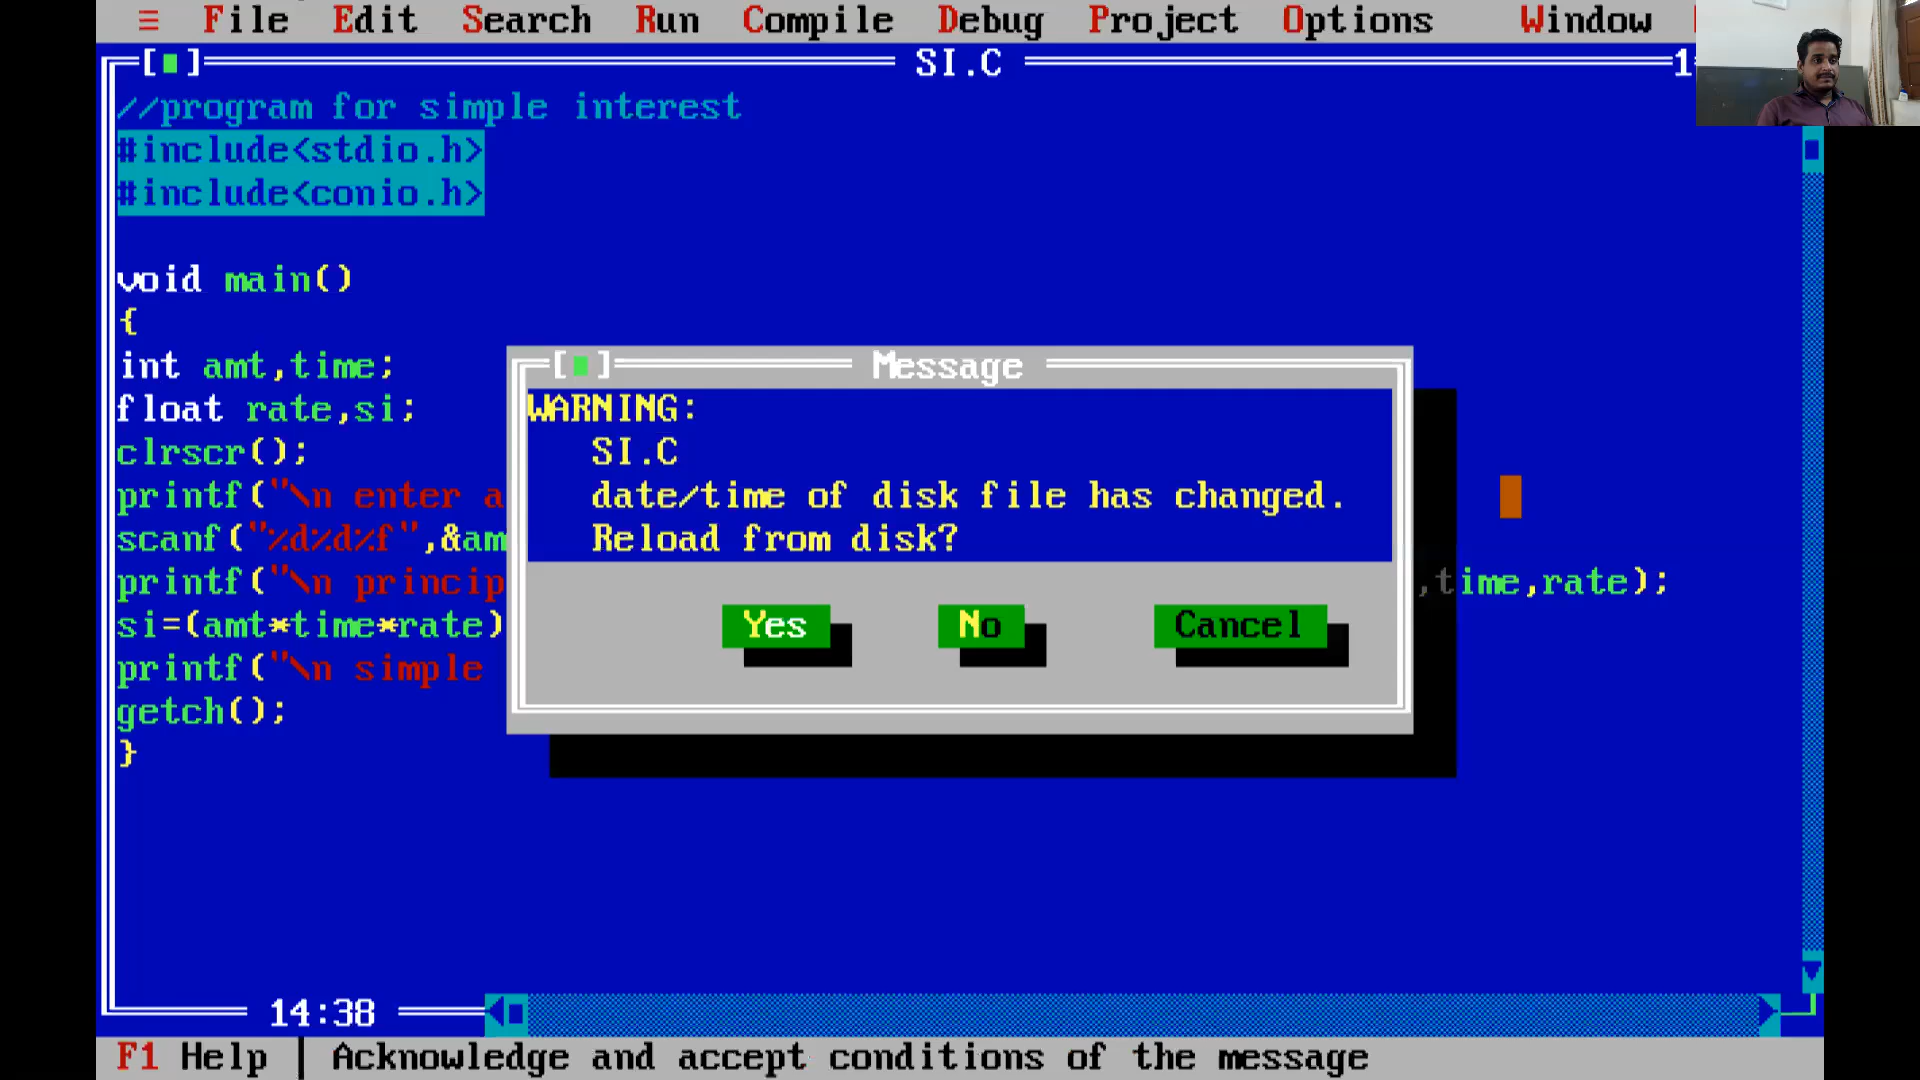 ≡ File Edit Search Run Compile Debug Project Options Window
[■] SI.C 1
//program for simple interest
#include<stdio.h>
#include<conio.h>
void main()
{
int amt,time;
float rate,si;
clrscr();
printf("\n enter a
scanf("%d%d%f",&am
printf("\n princip ,time,rate);
si=(amt*time*rate)
printf("\n simple
getch();
}
[■] Message
WARNING:
SI.C
date/time of disk file has changed.
Reload from disk?
Yes No Cancel
14:38
F1 Help | Acknowledge and accept conditions of the message